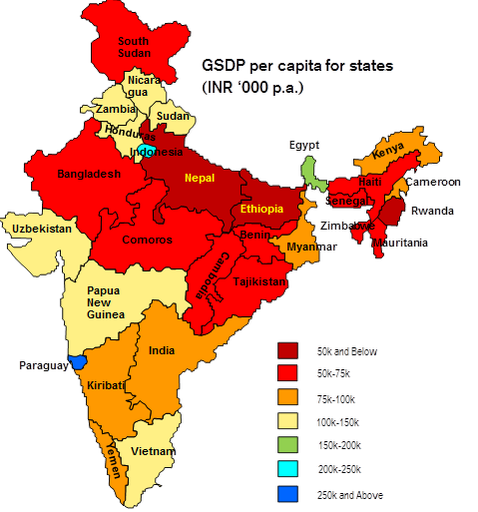 South
Sudan
GSDP per capita for states
(INR ‘000 p.a.)
Nicara
gua
Zambia
Sudan
Honduras
Indonesia
Egypt
Kenya
Bangladesh
Nepal
Haiti
Cameroon
Senegal
Ethiopia
Rwanda
Uzbekistan
Zimbabwe
Comoros
Benin
Myanmar
Mauritania
Cambodia
Tajikistan
Papua
New
Guinea
India
Paraguay
Kiribati
Yemen
Vietnam
50k and Below
50k-75k
75k-100k
100k-150k
150k-200k
200k-250k
250k and Above